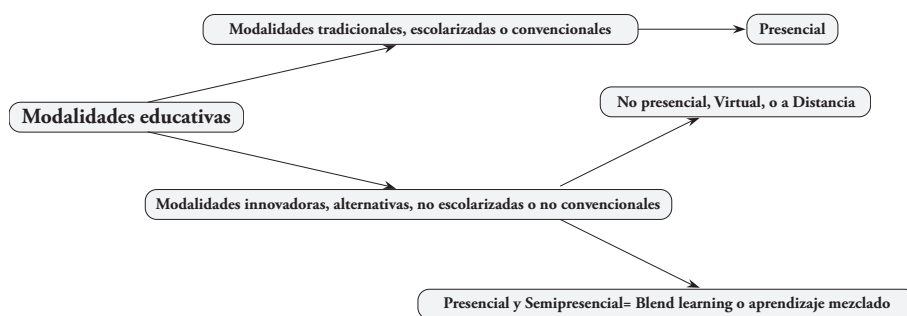 Modalidades tradicionales, escolarizadas o convencionales
Presencial
No presencial, Virtual, o a Distancia
Modalidades educativas
Modalidades innovadoras, alternativas, no escolarizadas o no convencionales
Presencial y Semipresencial= Blend learning o aprendizaje mezclado